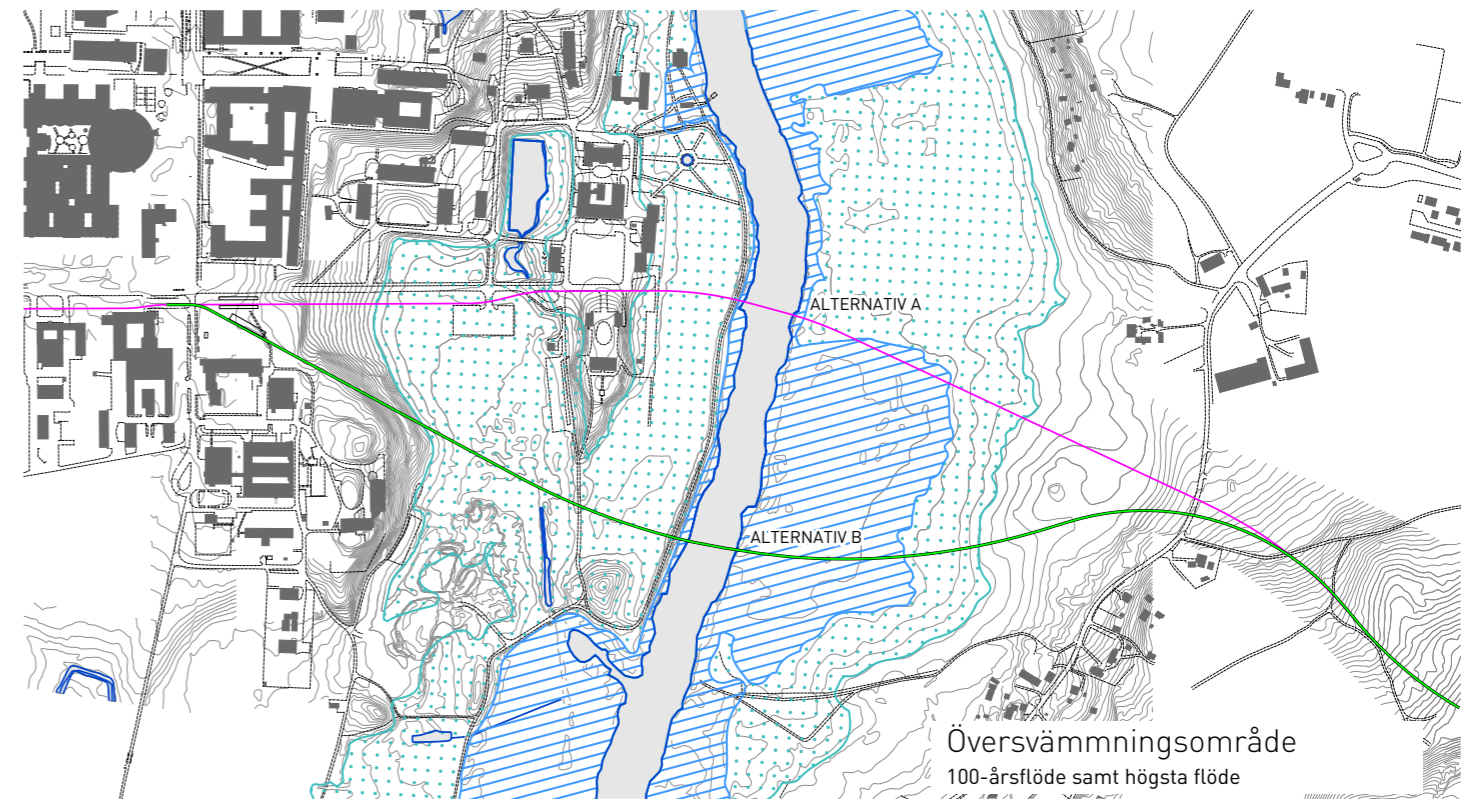 ALTERNATIV A
ALTERNATIV B
Översvämmningsområde
100-årsflöde samt högsta flöde